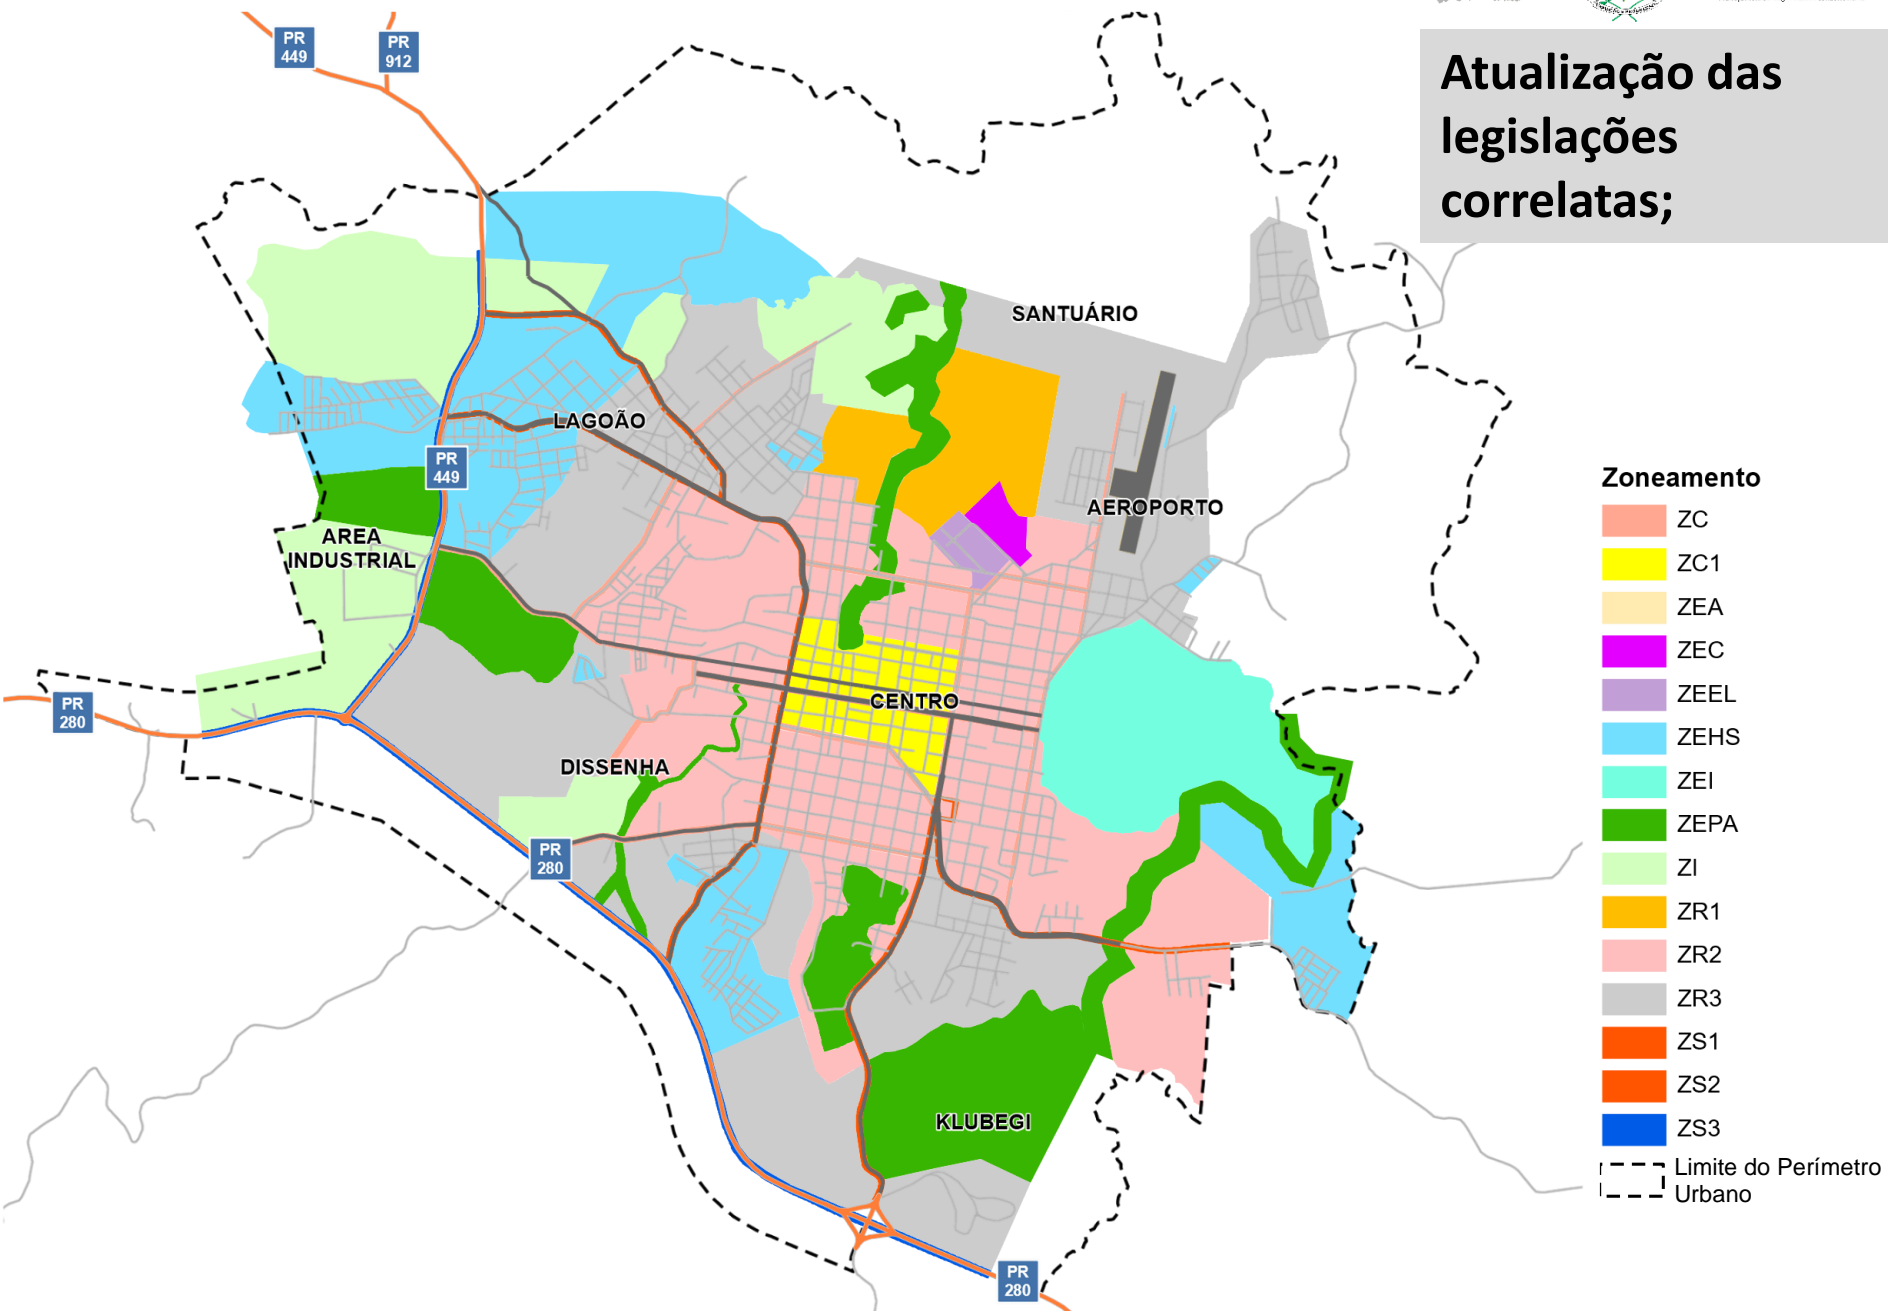 Atualização das
legislações
correlatas;
PR
449
PR
912
SANTUÁRIO
LAGOÃO
PR
449
AEROPORTO
AREA
INDUSTRIAL
PR
280
CENTRO
DISSENHA
PR
280
KLUBEGI
PR
280
Zoneamento
ZC
ZC1
ZEA
ZEC
ZEEL
ZEHS
ZEI
ZEPA
ZI
ZR1
ZR2
ZR3
ZS1
ZS2
ZS3
Limite do Perímetro
Urbano